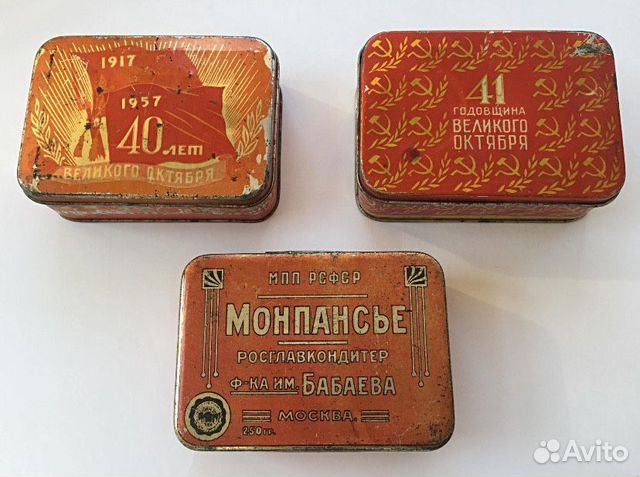 1917
1957
40 ЛЕТ
ВЕЛИКОГО ОКТЯБРЯ
41
ГОДОВЩИНА
ВЕЛИКОГО
ОКТЯБРЯ
МПП РСФСР
МОНПАНСЬЕ
РОСГЛАВКОНДИТЕР
Ф-КА ИМ. БАБАЕВА
МОСКВА
250 гр.
Avito